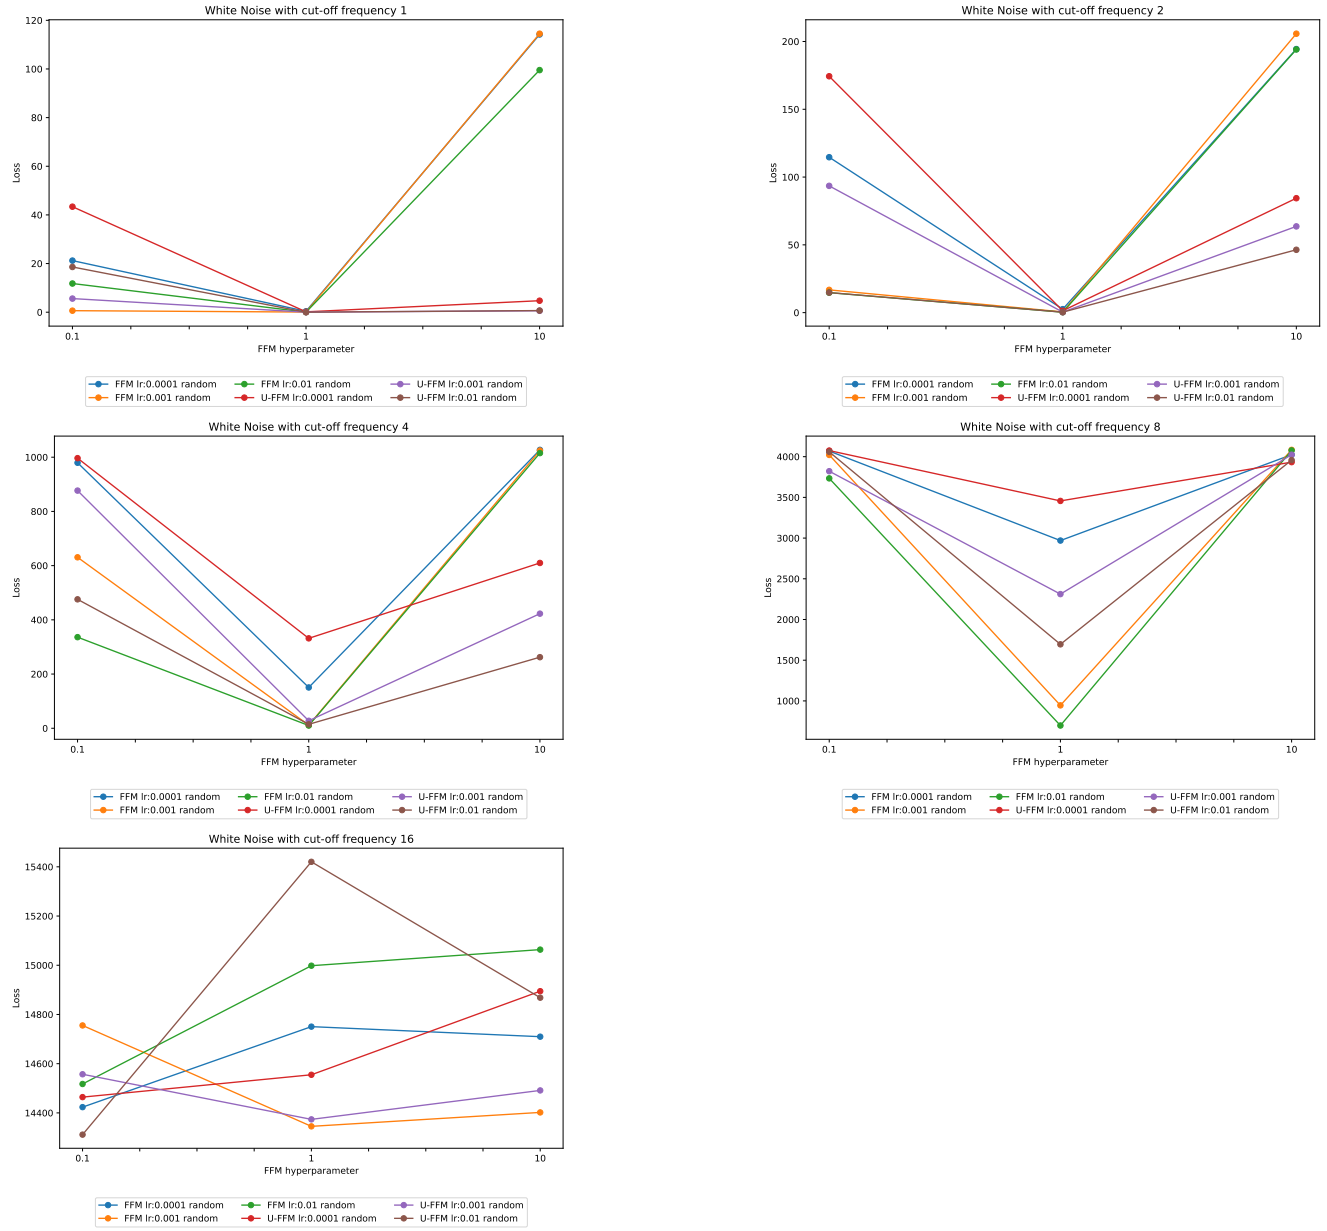 White Noise with cut-off frequency 1
120
100
80
60
40
20
0
Loss
0.1 1 10
FFM hyperparameter
FFM lr:0.0001 random FFM lr:0.01 random U-FFM lr:0.001 random
FFM lr:0.001 random U-FFM lr:0.0001 random U-FFM lr:0.01 random
White Noise with cut-off frequency 2
200
150
100
50
0
Loss
0.1 1 10
FFM hyperparameter
FFM lr:0.0001 random FFM lr:0.01 random U-FFM lr:0.001 random
FFM lr:0.001 random U-FFM lr:0.0001 random U-FFM lr:0.01 random
White Noise with cut-off frequency 4
1000
800
600
400
200
0
Loss
0.1 1 10
FFM hyperparameter
FFM lr:0.0001 random FFM lr:0.01 random U-FFM lr:0.001 random
FFM lr:0.001 random U-FFM lr:0.0001 random U-FFM lr:0.01 random
White Noise with cut-off frequency 8
4000
3500
3000
2500
2000
1500
1000
Loss
0.1 1 10
FFM hyperparameter
FFM lr:0.0001 random FFM lr:0.01 random U-FFM lr:0.001 random
FFM lr:0.001 random U-FFM lr:0.0001 random U-FFM lr:0.01 random
White Noise with cut-off frequency 16
15400
15200
15000
14800
14600
14400
Loss
0.1 1 10
FFM hyperparameter
FFM lr:0.0001 random FFM lr:0.01 random U-FFM lr:0.001 random
FFM lr:0.001 random U-FFM lr:0.0001 random U-FFM lr:0.01 random